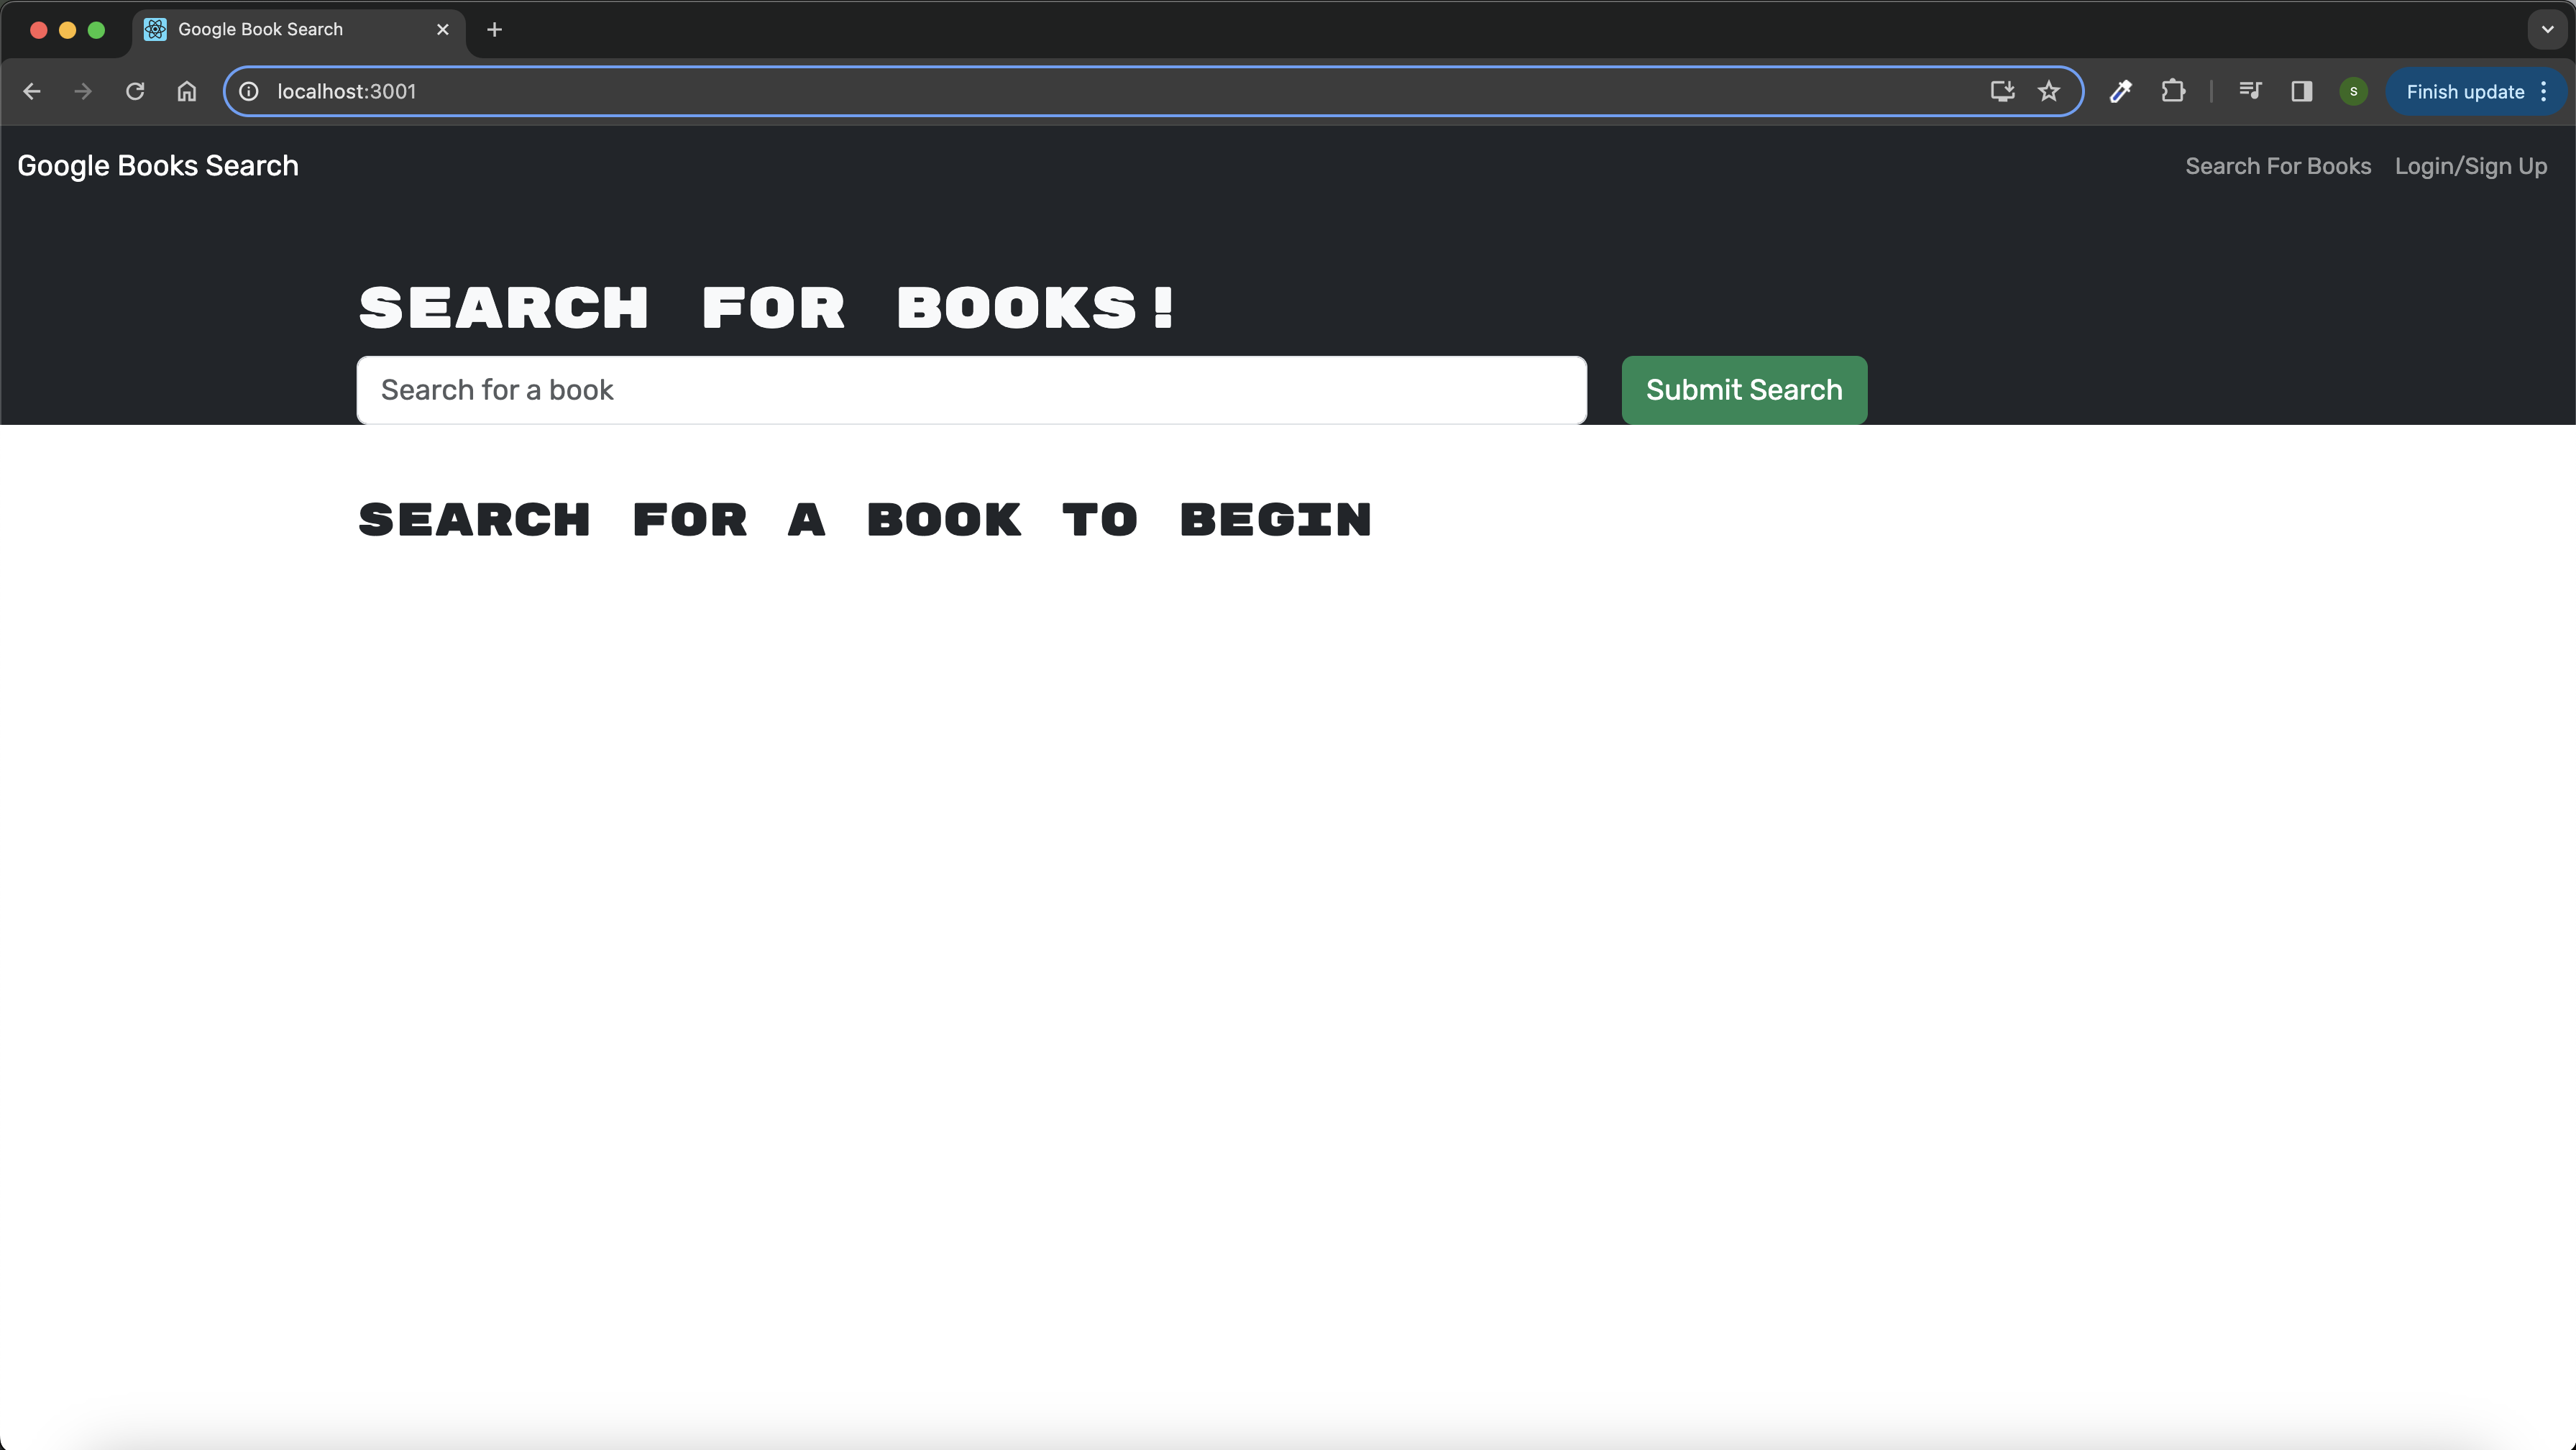 Google Book Search
localhost:3001
S
Finish update
Google Books Search
Search For Books
Login/Sign Up
SEARCH FOR BOOKS!
Search for a book
Submit Search
SEARCH FOR A BOOK TO BEGIN